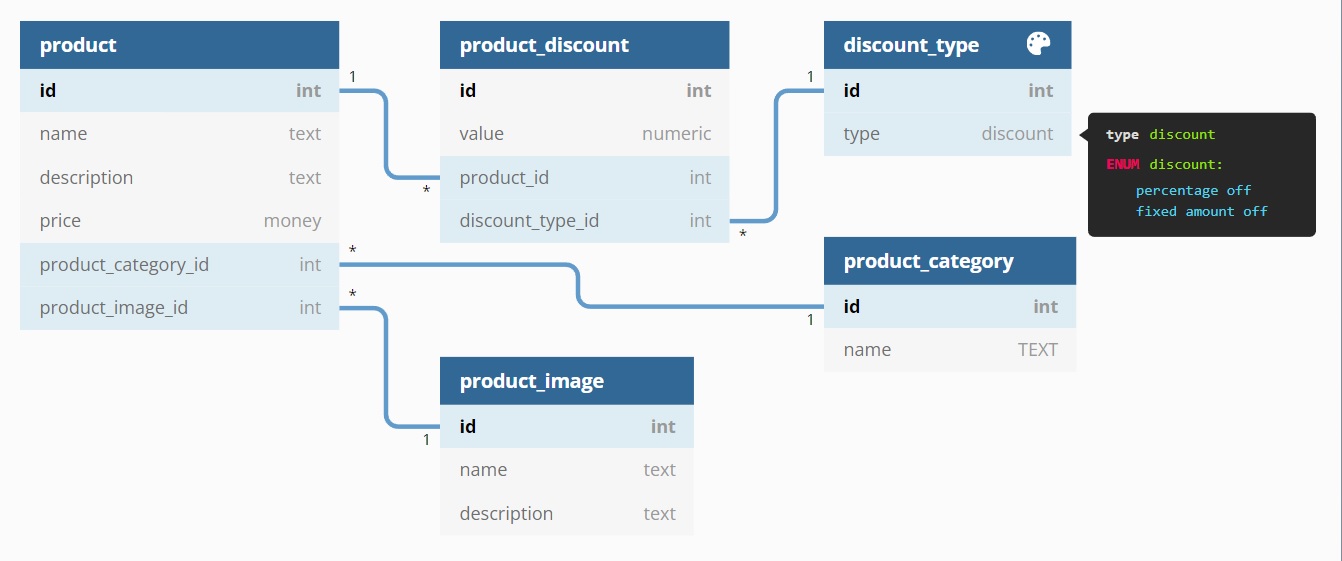 product
id int
name text
description text
price money
product_category_id int
product_image_id int
1
*
*
*
product_discount
id int
value numeric
product_id int
discount_type_id int
*
1
discount_type
id int
type discount
type discount
ENUM discount:
percentage off
fixed amount off
product_category
id int
name TEXT
1
product_image
id int
name text
description text
1